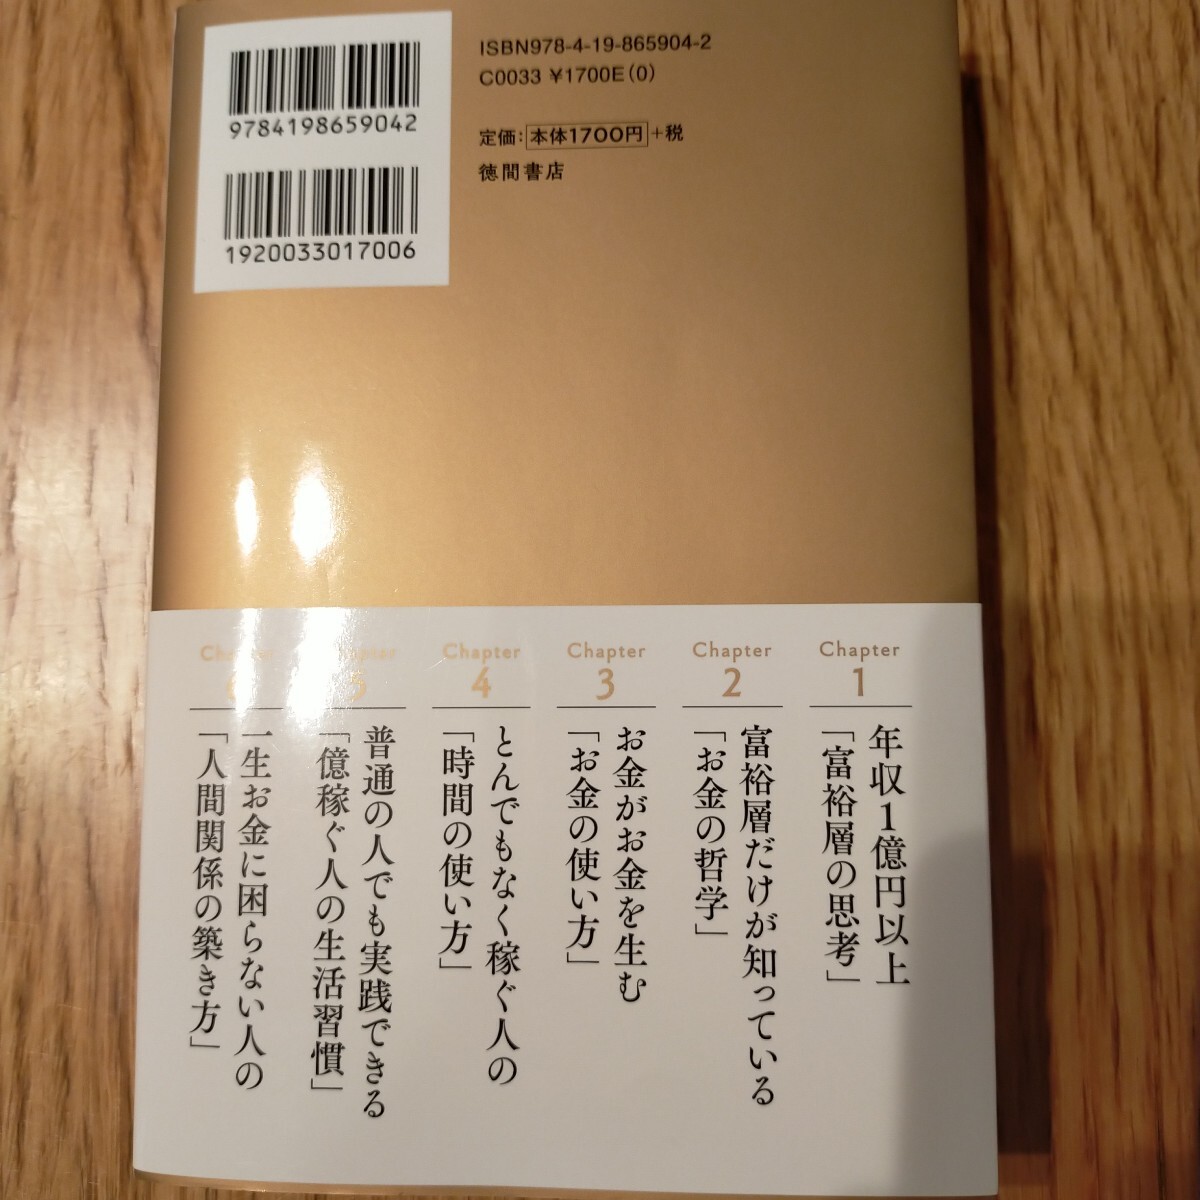 9784198659042
1920033017006
ISBN978-4-19-865904-2
C0033 ¥1700E(0)
定価：本体1700円+税
徳間書店
Chapter
1
年収1億円以上
「富裕層の思考」
Chapter
2
富裕層だけが知っている
「お金の哲学」
Chapter
3
お金がお金を生む
「お金の使い方」
Chapter
4
とんでもなく稼ぐ人の
「時間の使い方」
Chapter
5
普通の人でも実践できる
「億稼ぐ人の生活習慣」
Chapter
6
一生お金に困らない人の
「人間関係の築き方」